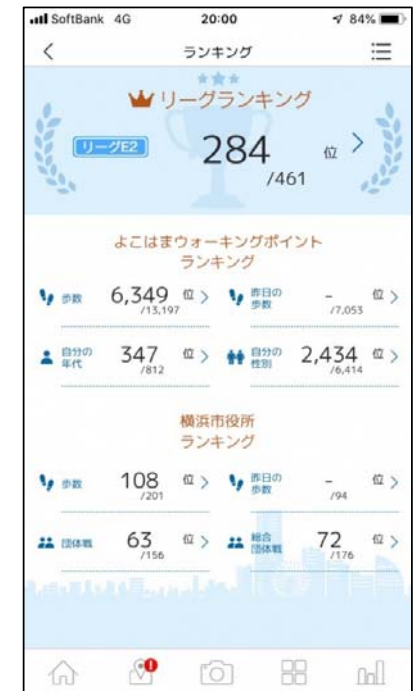 SoftBank 4G 20:00 84%
ランキング
リーグランキング
リーグE2 284 位
/461
よこはまウォーキングポイント
ランキング
歩数 6,349 /13,197 位 昨日の歩数 - /7,053 位
自分の年代 347 /812 位 自分の性別 2,434 /6,414 位
横浜市役所
ランキング
歩数 108 /201 位 昨日の歩数 - /94 位
団体戦 63 /156 位 総合団体戦 72 /176 位